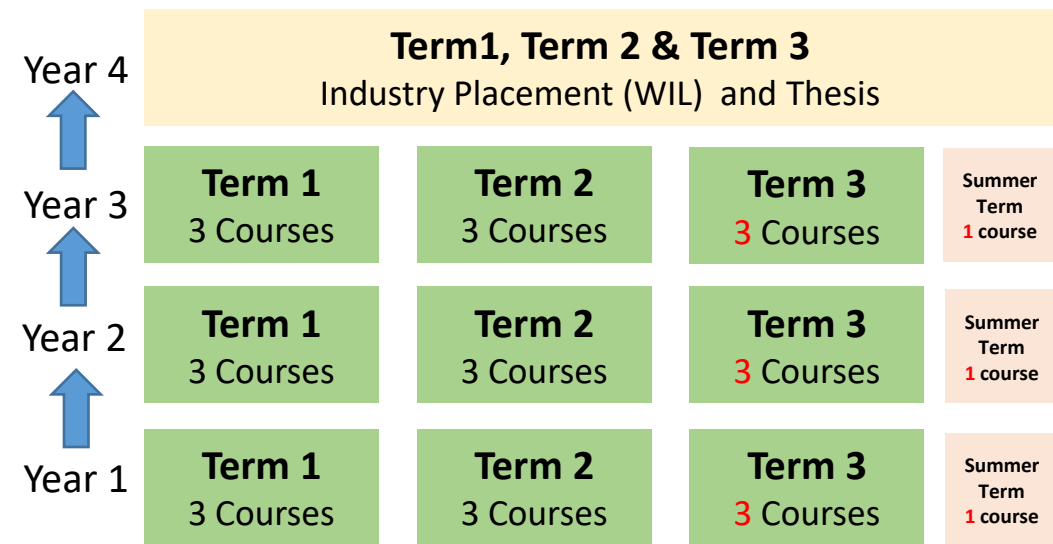 Year 4
Term1, Term 2 & Term 3
Industry Placement (WIL) and Thesis
Year 3
Term 1
3 Courses
Term 2
3 Courses
Term 3
3 Courses
Summer
Term
1 course
Year 2
Term 1
3 Courses
Term 2
3 Courses
Term 3
3 Courses
Summer
Term
1 course
Year 1
Term 1
3 Courses
Term 2
3 Courses
Term 3
3 Courses
Summer
Term
1 course